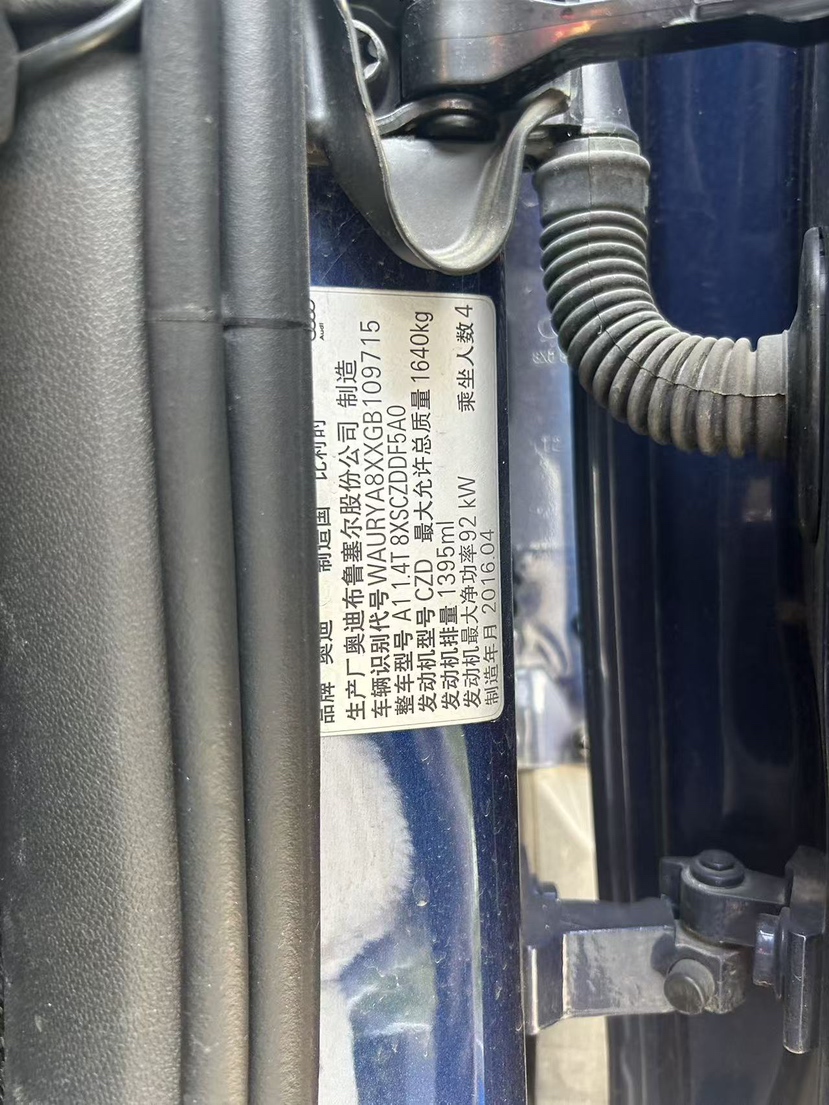 品牌 奥迪 制造国 比利时 Audi
生产厂 奥迪布鲁塞尔股份公司 制造
车辆识别代号 WAURYA8XXGB109715
整车型号 A1 1.4T 8XSCZDDF5A0
发动机型号 CZD 最大允许总质量 1640kg
发动机排量 1395ml
发动机最大净功率92 kW 乘坐人数 4
制造年月 2016.04